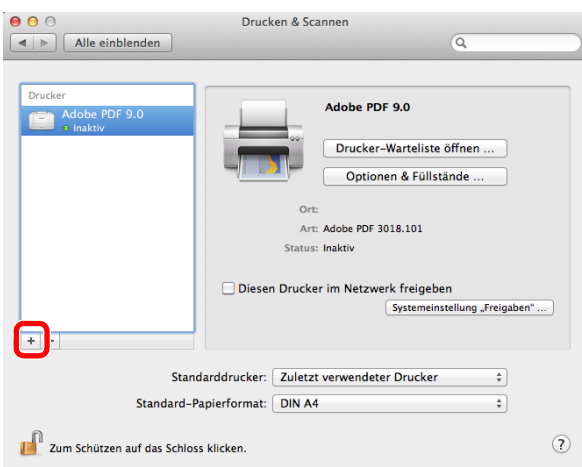 Drucken & Scannen
Alle einblenden
Drucker
Adobe PDF 9.0
Inaktiv
Adobe PDF 9.0
Drucker-Warteliste öffnen ...
Optionen & Füllstände ...
Ort:
Art: Adobe PDF 3018.101
Status: Inaktiv
Diesen Drucker im Netzwerk freigeben
Systemeinstellung „Freigaben“ ...
+ -
Standarddrucker: Zuletzt verwendeter Drucker
Standard-Papierformat: DIN A4
Zum Schützen auf das Schloss klicken.
?